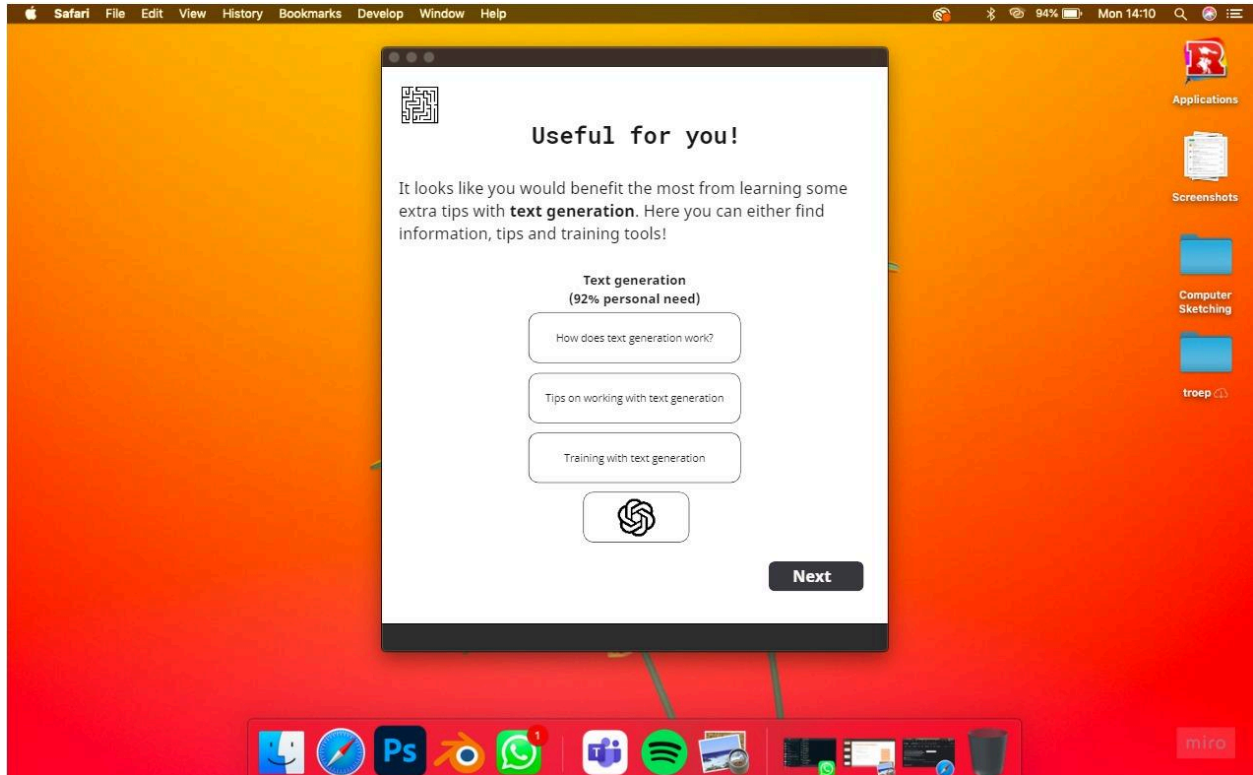 Safari File Edit View History Bookmarks Develop Window Help 94% Mon 14:10
Applications
Screenshots
Computer
Sketching
troep
Useful for you!
It looks like you would benefit the most from learning some
extra tips with text generation. Here you can either find
information, tips and training tools!
Text generation
(92% personal need)
How does text generation work?
Tips on working with text generation
Training with text generation
Next
Ps
1
miro